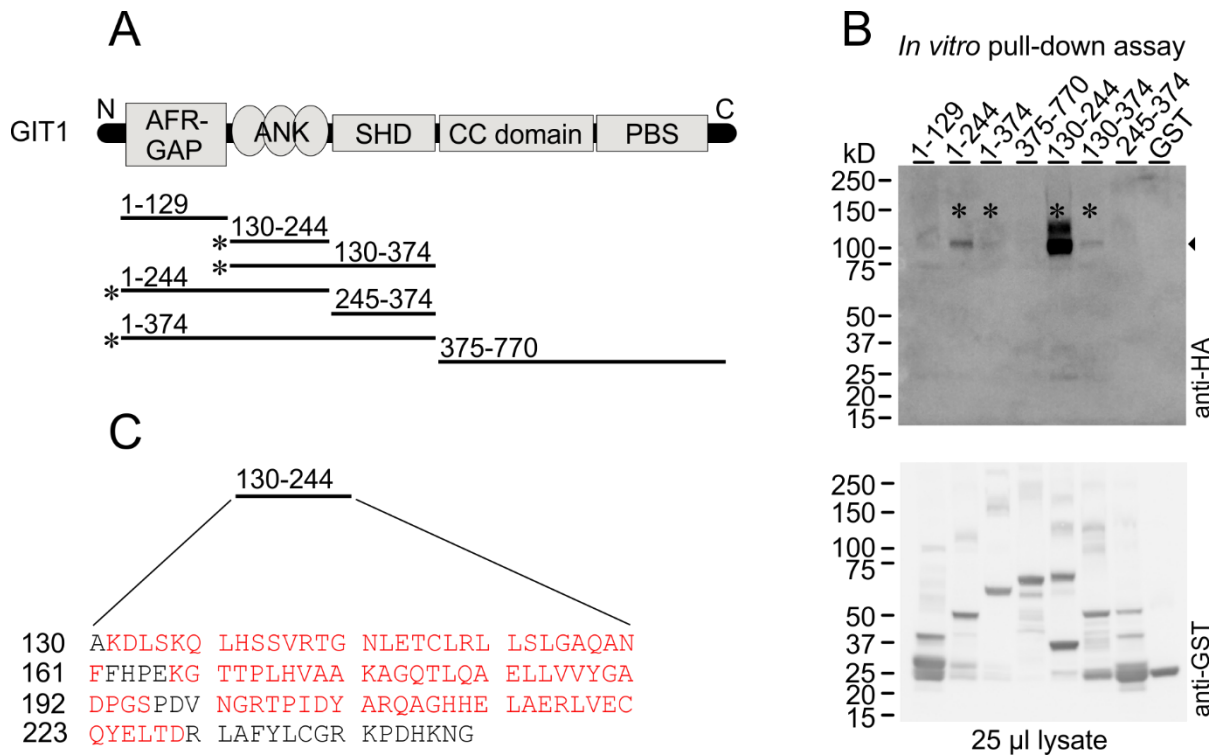 A
GIT1
N
AFR-
GAP
ANK
SHD
CC domain
PBS
C
1-129
*
130-244
*
130-374
*
1-244
245-374
*
1-374
375-770
B
In vitro pull-down assay
1-129
1-244
1-374
375-770
130-244
130-374
245-374
GST
kD
250
150
100
75
50
37
25
20
15
* * * *
anti-HA
250
150
100
75
50
37
25
20
15
anti-GST
25 µl lysate
C
130-244
130 AKDLSKQ LHSSVRTG NLETCLRL LSLGAQAN
161 FFHPEKG TTPLHVAA KAGQTLQA ELLVVYGA
192 DPGSPDV NGRTPIDY ARQAGHHE LAERLVEC
223 QYELTDR LAFYLCGR KPDHKNG